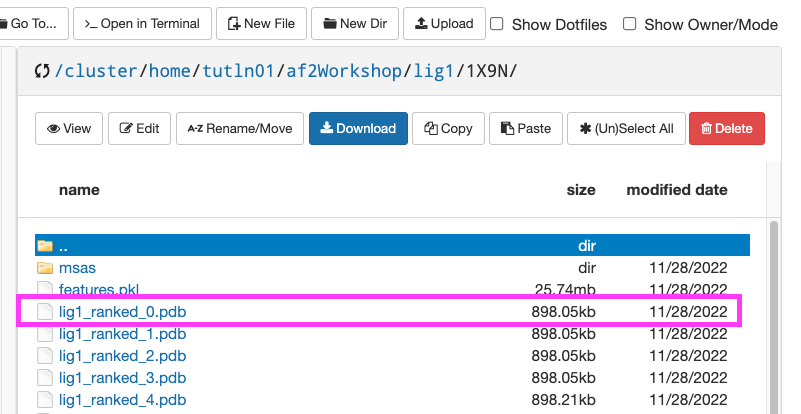 Go To... >_ Open in Terminal New File New Dir Upload Show Dotfiles Show Owner/Mode
/cluster/home/tutln01/af2Workshop/lig1/1X9N/
View Edit A-Z Rename/Move Download Copy Paste (Un)Select All Delete
name size modified date
.. dir
msas dir 11/28/2022
features.pkl 25.74mb 11/28/2022
lig1_ranked_0.pdb 898.05kb 11/28/2022
lig1_ranked_1.pdb 898.05kb 11/28/2022
lig1_ranked_2.pdb 898.05kb 11/28/2022
lig1_ranked_3.pdb 898.05kb 11/28/2022
lig1_ranked_4.pdb 898.21kb 11/28/2022